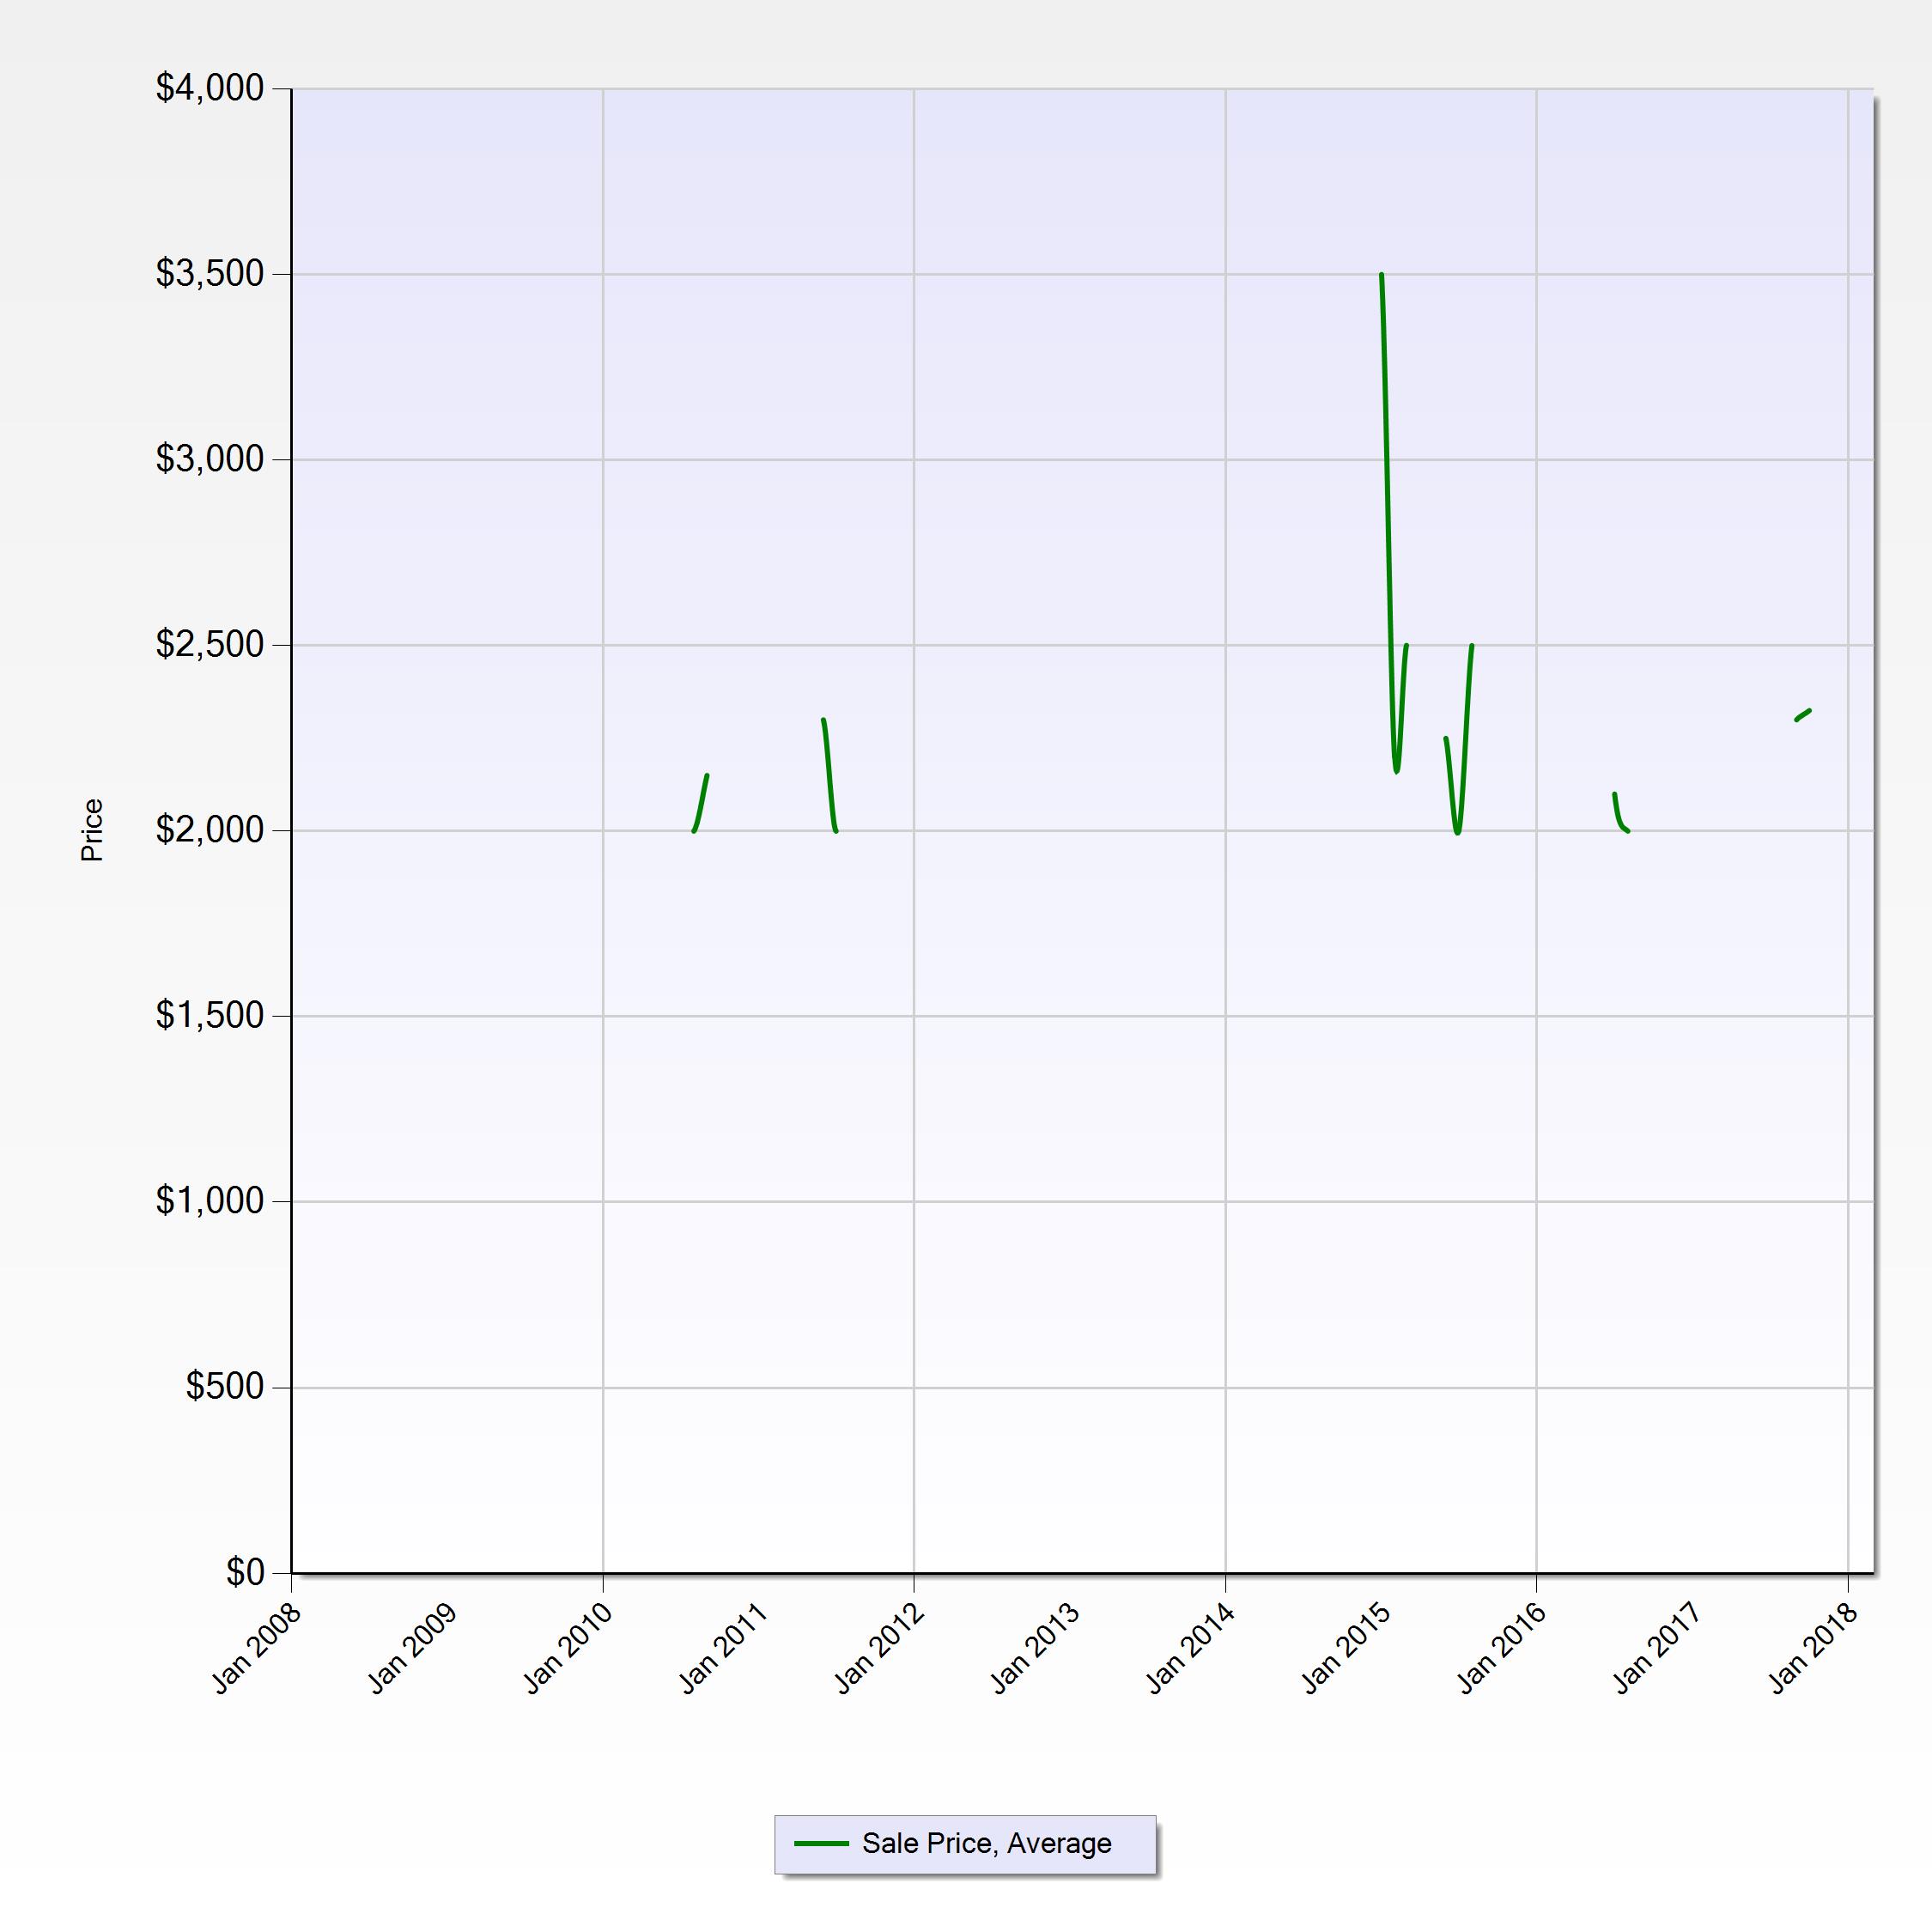 $4,000
$3,500
$3,000
$2,500
$2,000
$1,500
$1,000
$500
$0
Price
Jan 2008
Jan 2009
Jan 2010
Jan 2011
Jan 2012
Jan 2013
Jan 2014
Jan 2015
Jan 2016
Jan 2017
Jan 2018
Sale Price, Average